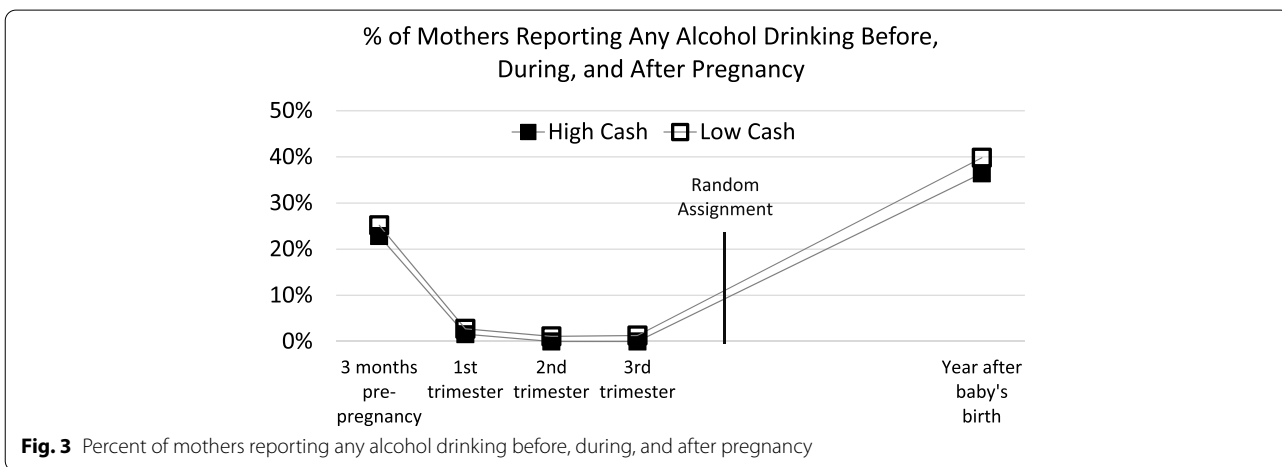 % of Mothers Reporting Any Alcohol Drinking Before,
During, and After Pregnancy
50%
High Cash Low Cash
40%
Random
Assignment
30%
20%
10%
0%
3 months
pre-
pregnancy
1st
trimester
2nd
trimester
3rd
trimester
Year after
baby's
birth
Fig. 3 Percent of mothers reporting any alcohol drinking before, during, and after pregnancy